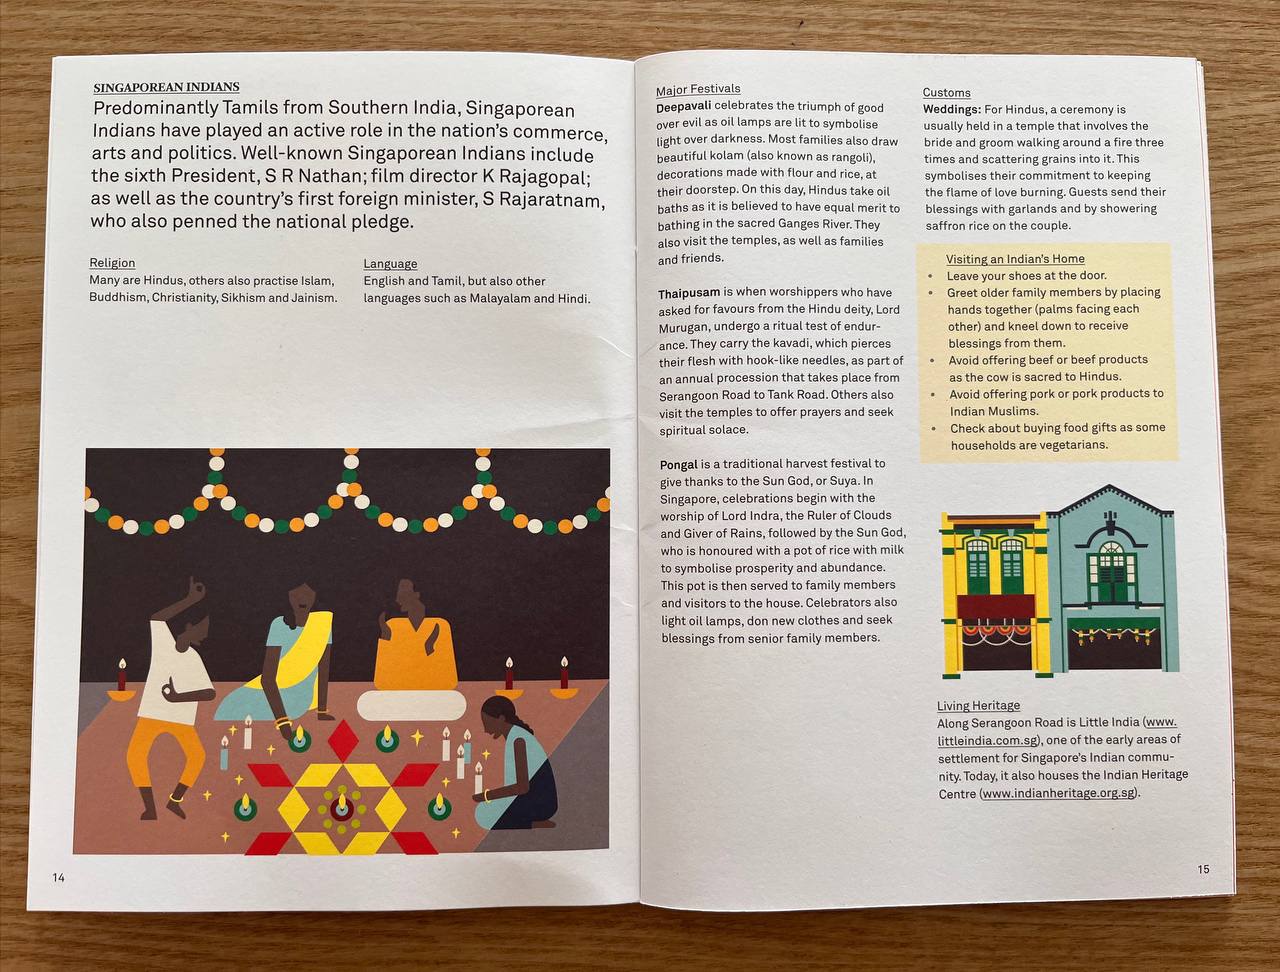 SINGAPOREAN INDIANS
Predominantly Tamils from Southern India, Singaporean
Indians have played an active role in the nation's commerce,
arts and politics. Well-known Singaporean Indians include
the sixth President, S R Nathan; film director K Rajagopal;
as well as the country's first foreign minister, S Rajaratnam,
who also penned the national pledge.
Religion
Many are Hindus, others also practise Islam,
Buddhism, Christianity, Sikhism and Jainism.
Language
English and Tamil, but also other
languages such as Malayalam and Hindi.
14
Major Festivals
Deepavali celebrates the triumph of good
over evil as oil lamps are lit to symbolise
light over darkness. Most families also draw
beautiful kolam (also known as rangoli),
decorations made with flour and rice, at
their doorstep. On this day, Hindus take oil
baths as it is believed to have equal merit to
bathing in the sacred Ganges River. They
also visit the temples, as well as families
and friends.
Thaipusam is when worshippers who have
asked for favours from the Hindu deity, Lord
Murugan, undergo a ritual test of endur-
ance. They carry the kavadi, which pierces
their flesh with hook-like needles, as part of
an annual procession that takes place from
Serangoon Road to Tank Road. Others also
visit the temples to offer prayers and seek
spiritual solace.
Pongal is a traditional harvest festival to
give thanks to the Sun God, or Suya. In
Singapore, celebrations begin with the
worship of Lord Indra, the Ruler of Clouds
and Giver of Rains, followed by the Sun God,
who is honoured with a pot of rice with milk
to symbolise prosperity and abundance.
This pot is then served to family members
and visitors to the house. Celebrators also
light oil lamps, don new clothes and seek
blessings from senior family members.
Customs
Weddings: For Hindus, a ceremony is
usually held in a temple that involves the
bride and groom walking around a fire three
times and scattering grains into it. This
symbolises their commitment to keeping
the flame of love burning. Guests send their
blessings with garlands and by showering
saffron rice on the couple.
Visiting an Indian's Home
• Leave your shoes at the door.
• Greet older family members by placing
hands together (palms facing each
other) and kneel down to receive
blessings from them.
• Avoid offering beef or beef products
as the cow is sacred to Hindus.
• Avoid offering pork or pork products to
Indian Muslims.
• Check about buying food gifts as some
households are vegetarians.
Living Heritage
Along Serangoon Road is Little India (www.
littleindia.com.sg), one of the early areas of
settlement for Singapore's Indian commu-
nity. Today, it also houses the Indian Heritage
Centre (www.indianheritage.org.sg).
15